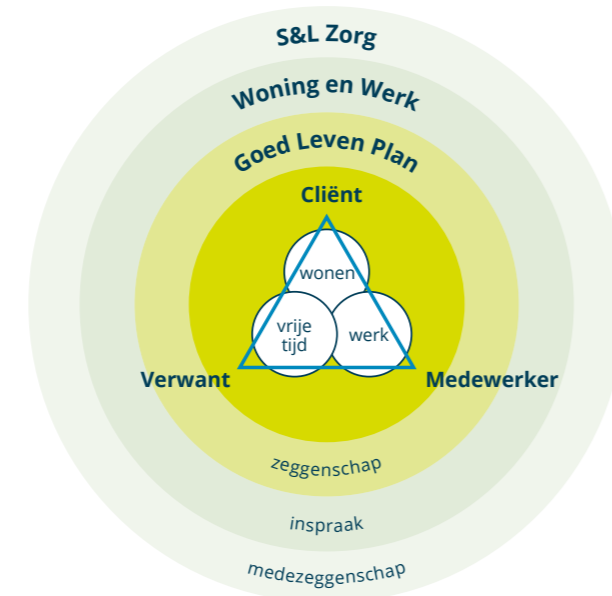 S&L Zorg
Woning en Werk
Goed Leven Plan
Cliënt
wonen
vrije
tijd
werk
Verwant
Medewerker
zeggenschap
inspraak
medezeggenschap